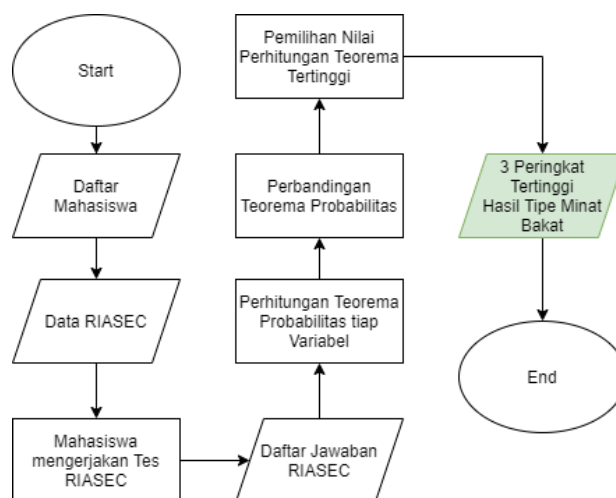 Start
Daftar
Mahasiswa
Data RIASEC
Mahasiswa
mengerjakan Tes
RIASEC
Daftar Jawaban
RIASEC
Perhitungan Teorema
Probabilitas tiap
Variabel
Perbandingan
Teorema Probabilitas
Pemilihan Nilai
Perhitungan Teorema
Tertinggi
3 Peringkat
Tertinggi
Hasil Tipe Minat
Bakat
End